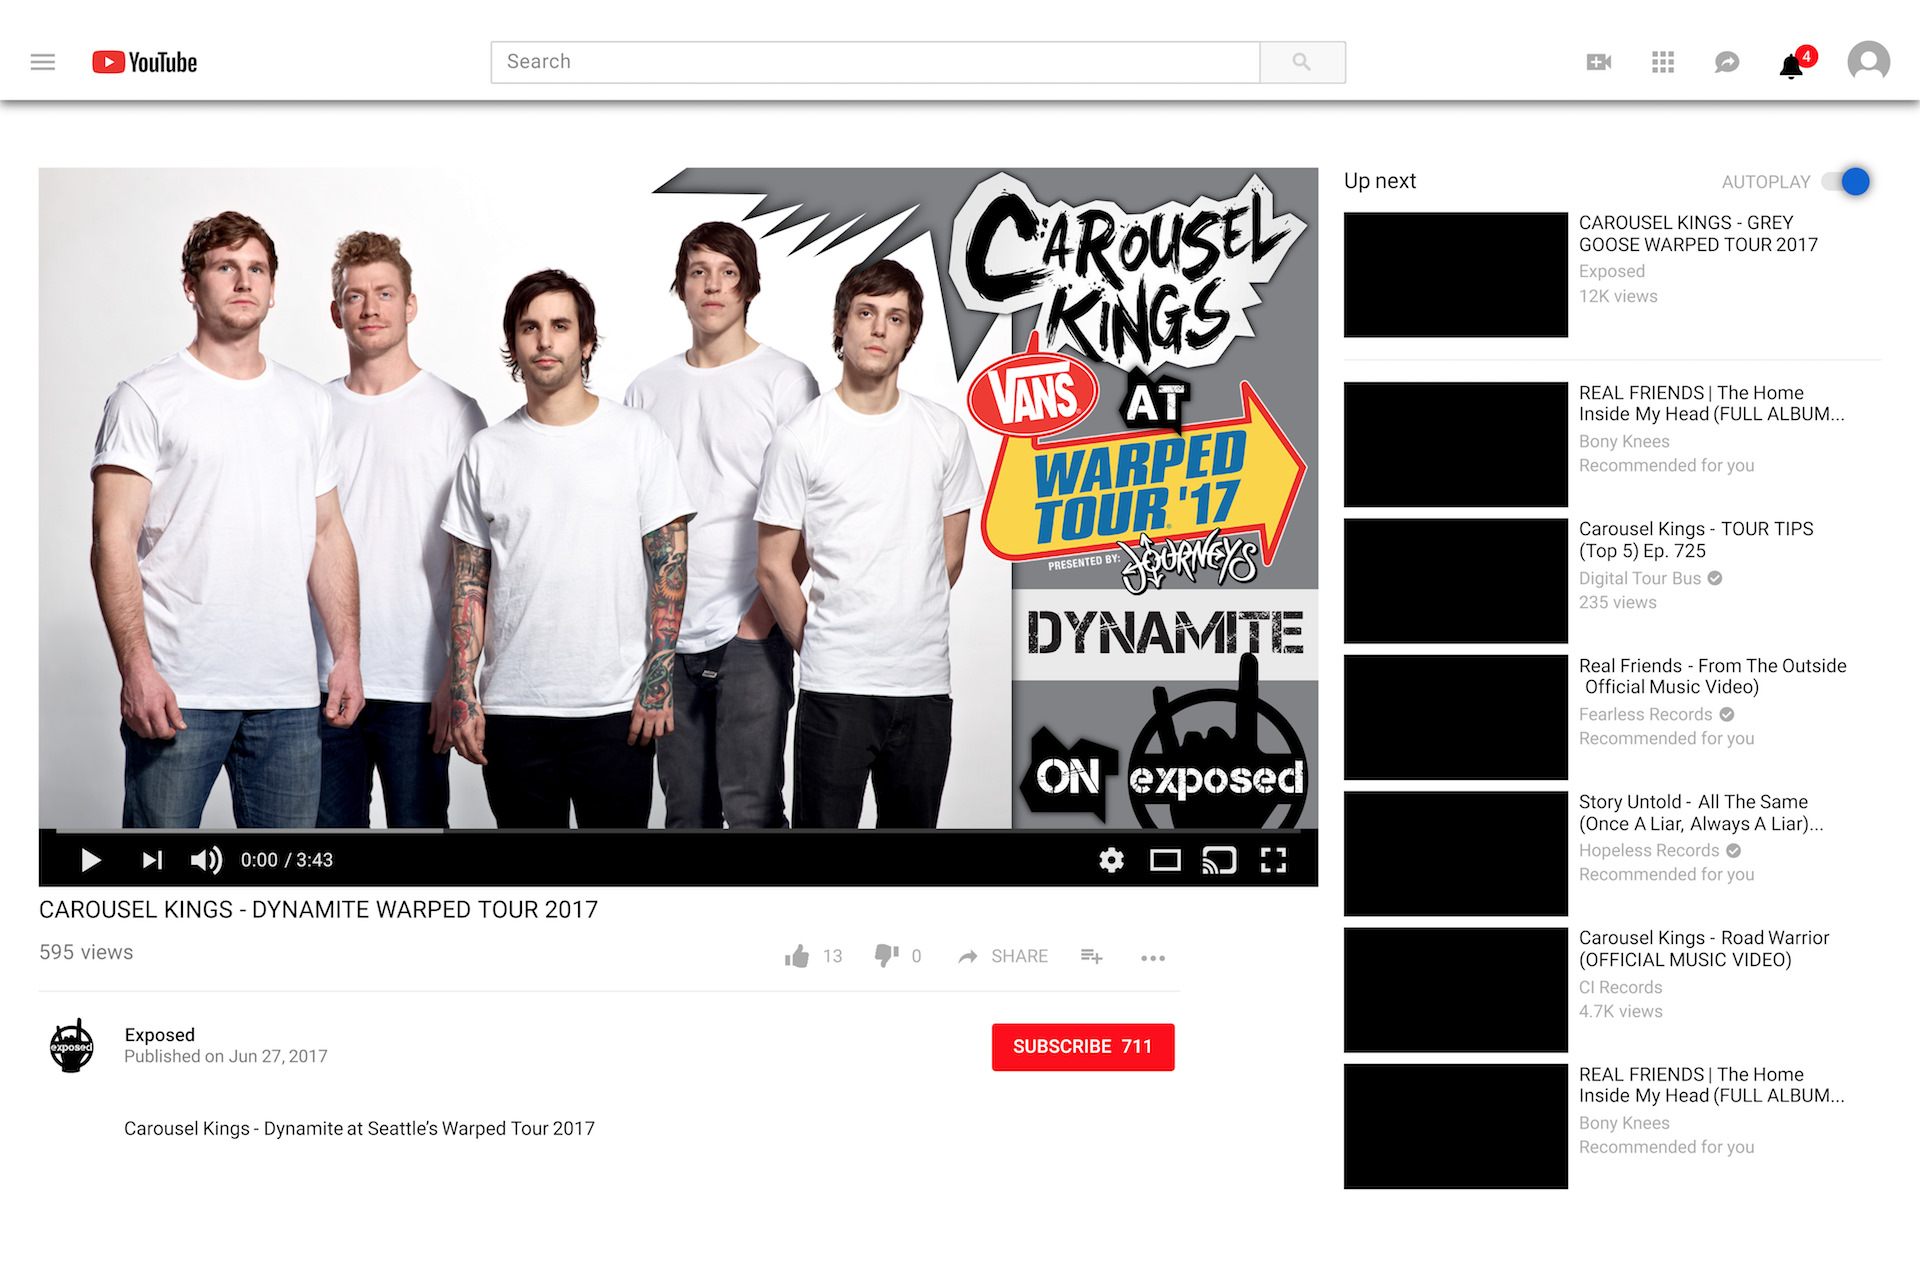 YouTube
Search
4
CAROUSEL
KINGS
VANS
AT
WARPED
TOUR '17
PRESENTED BY: JOURNEYS
DYNAMITE
ON exposed
0:00 / 3:43
CAROUSEL KINGS - DYNAMITE WARPED TOUR 2017
595 views
13 0 SHARE
exposed
Exposed
Published on Jun 27, 2017
SUBSCRIBE 711
Carousel Kings - Dynamite at Seattle's Warped Tour 2017
Up next
AUTOPLAY
CAROUSEL KINGS - GREY
GOOSE WARPED TOUR 2017
Exposed
12K views
REAL FRIENDS | The Home
Inside My Head (FULL ALBUM...
Bony Knees
Recommended for you
Carousel Kings - TOUR TIPS
(Top 5) Ep. 725
Digital Tour Bus
235 views
Real Friends - From The Outside
Official Music Video)
Fearless Records
Recommended for you
Story Untold - All The Same
(Once A Liar, Always A Liar)...
Hopeless Records
Recommended for you
Carousel Kings - Road Warrior
(OFFICIAL MUSIC VIDEO)
CI Records
4.7K views
REAL FRIENDS | The Home
Inside My Head (FULL ALBUM...
Bony Knees
Recommended for you